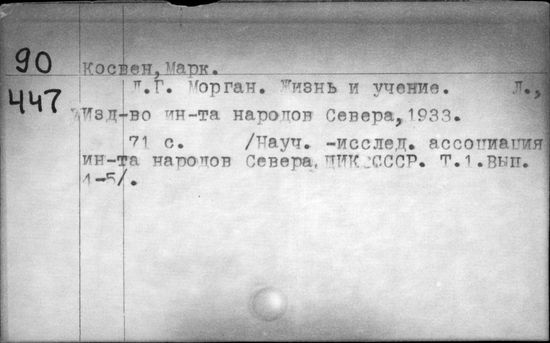 90
447
Косвен, Марк.
Л.Г. Морган. Жизнь и учение. Л.,
Изд-во ин-та народов Севера, 1933.
71 с. /Науч. -исслед. ассоциация
ин-та народов Севера ЦИК СССР. Т.1.Вып.
1-5/.